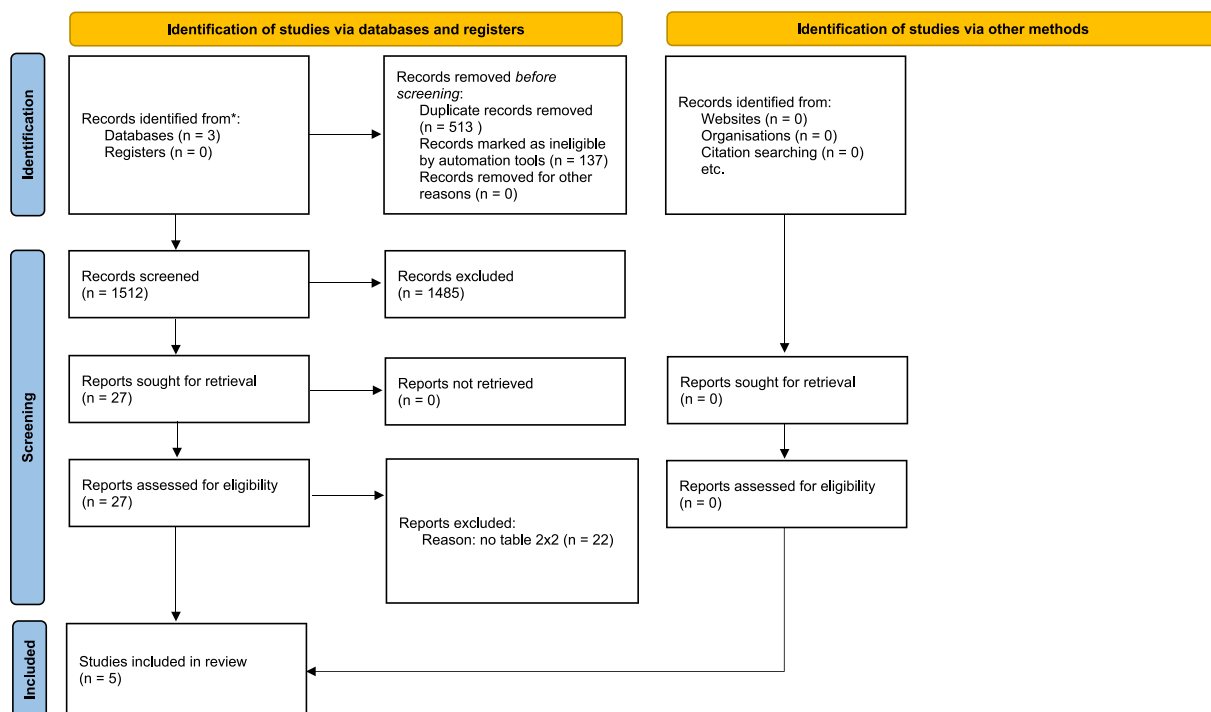 Identification of studies via databases and registers
Identification of studies via other methods
Identification
Records identified from*:
Databases (n = 3)
Registers (n = 0)
Records removed before
screening:
Duplicate records removed
(n = 513 )
Records marked as ineligible
by automation tools (n = 137)
Records removed for other
reasons (n = 0)
Records identified from:
Websites (n = 0)
Organisations (n = 0)
Citation searching (n = 0)
etc.
Screening
Records screened
(n = 1512)
Records excluded
(n = 1485)
Reports sought for retrieval
(n = 27)
Reports not retrieved
(n = 0)
Reports sought for retrieval
(n = 0)
Reports assessed for eligibility
(n = 27)
Reports excluded:
Reason: no table 2x2 (n = 22)
Reports assessed for eligibility
(n = 0)
Included
Studies included in review
(n = 5)